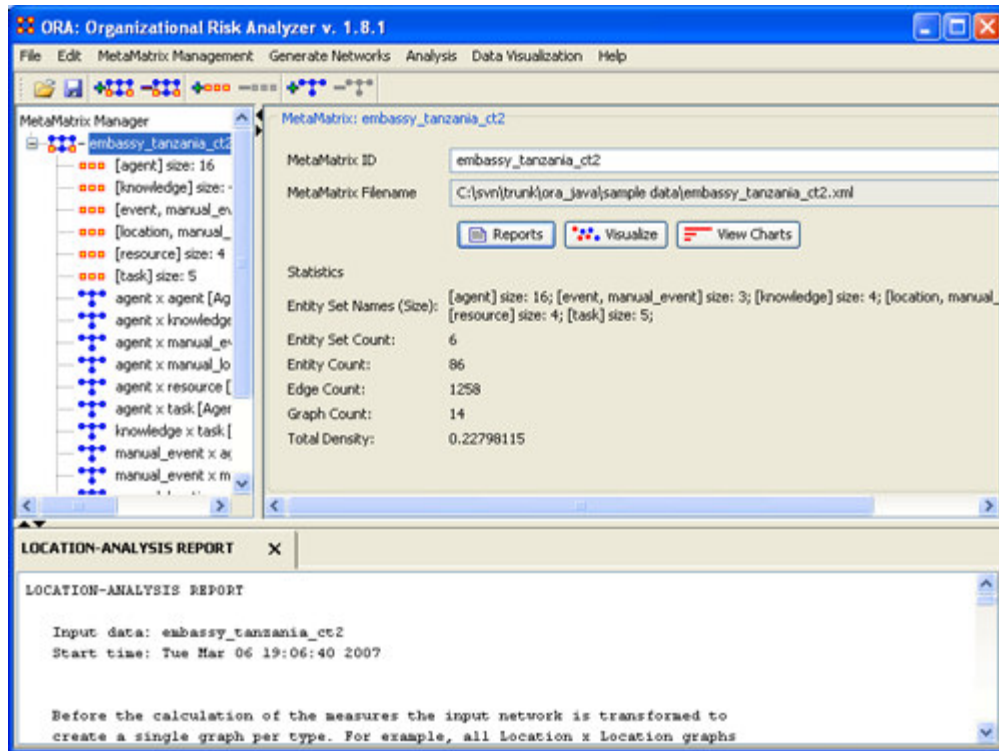 ORA: Organizational Risk Analyzer v. 1.8.1
File Edit MetaMatrix Management Generate Networks Analysis Data Visualization Help
MetaMatrix Manager
embassy_tanzania_ct2
[agent] size: 16
[knowledge] size:
[event, manual_ev
[location, manual_
[resource] size: 4
[task] size: 5
agent x agent [Ag
agent x knowledge
agent x manual_e
agent x manual_lo
agent x resource [
agent x task [Agen
knowledge x task [
manual_event x ag
manual_event x m
MetaMatrix: embassy_tanzania_ct2
MetaMatrix ID embassy_tanzania_ct2
MetaMatrix Filename C:\svn\trunk\ora_java\sample data\embassy_tanzania_ct2.xml
Reports Visualize View Charts
Statistics
Entity Set Names (Size): [agent] size: 16; [event, manual_event] size: 3; [knowledge] size: 4; [location, manual_
[resource] size: 4; [task] size: 5;
Entity Set Count: 6
Entity Count: 86
Edge Count: 1258
Graph Count: 14
Total Density: 0.22798115
LOCATION-ANALYSIS REPORT X
LOCATION-ANALYSIS REPORT
Input data: embassy_tanzania_ct2
Start time: Tue Mar 06 19:06:40 2007
Before the calculation of the measures the input network is transformed to
create a single graph per type. For example, all Location x Location graphs